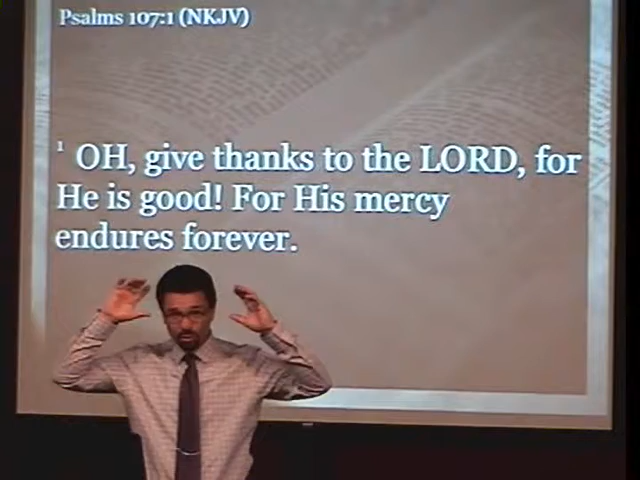 Psalms 107:1 (NKJV)
1 OH, give thanks to the LORD, for
He is good! For His mercy
endures forever.